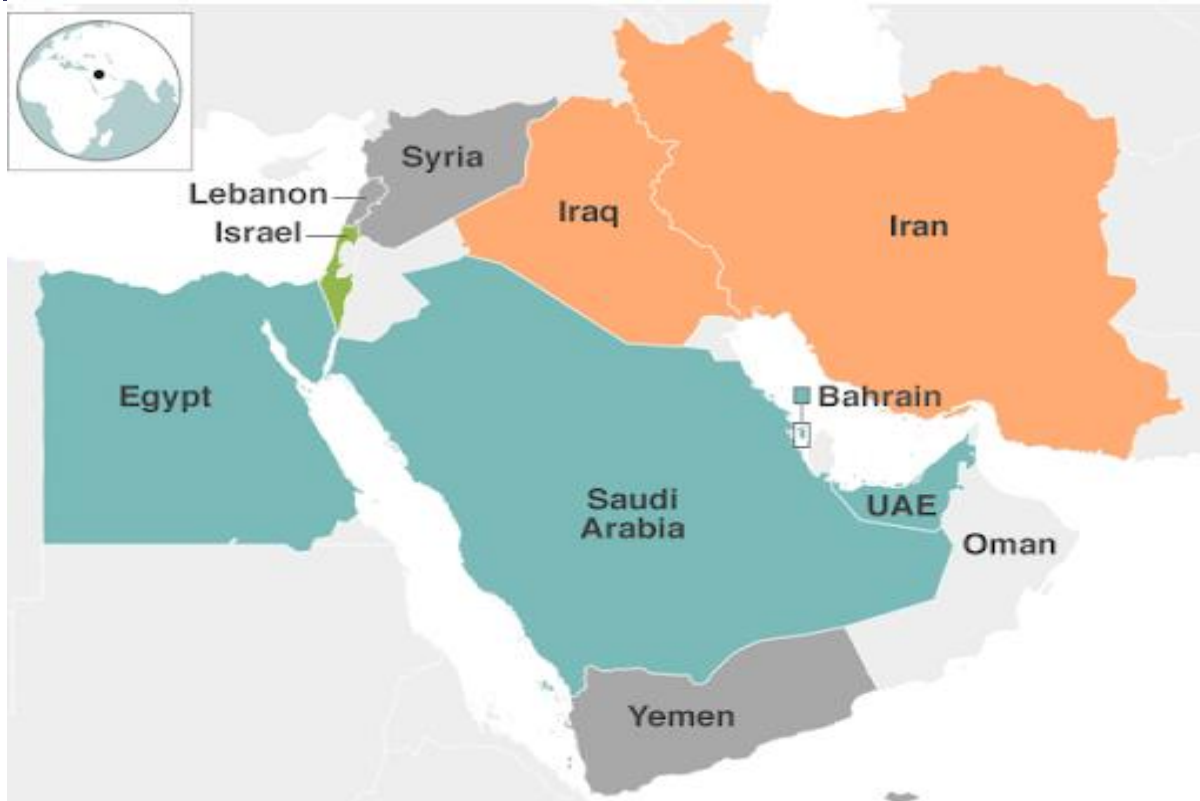 Syria
Lebanon
Israel
Iraq
Iran
Egypt
Bahrain
Saudi
Arabia
UAE
Oman
Yemen